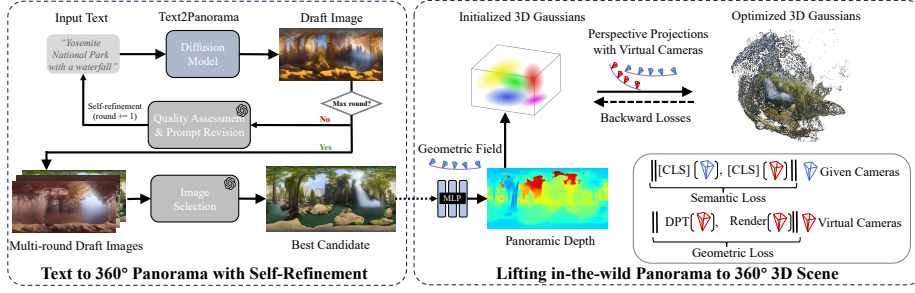 Input Text
Text2Panorama
Draft Image
"Yosemite
National Park
with a waterfall"
Diffusion
Model
Max round?
Self-refinement
(round += 1)
Quality Assessment
& Prompt Revision
No
Yes
Image
Selection
Multi-round Draft Images
Best Candidate
Text to 360° Panorama with Self-Refinement
Initialized 3D Gaussians
Optimized 3D Gaussians
Perspective Projections
with Virtual Cameras
Backward Losses
Geometric Field
MLP
Panoramic Depth
||[CLS]( ), [CLS]( )|| Given Cameras
Semantic Loss
|| DPT( ), Render( )|| Virtual Cameras
Geometric Loss
Lifting in-the-wild Panorama to 360° 3D Scene